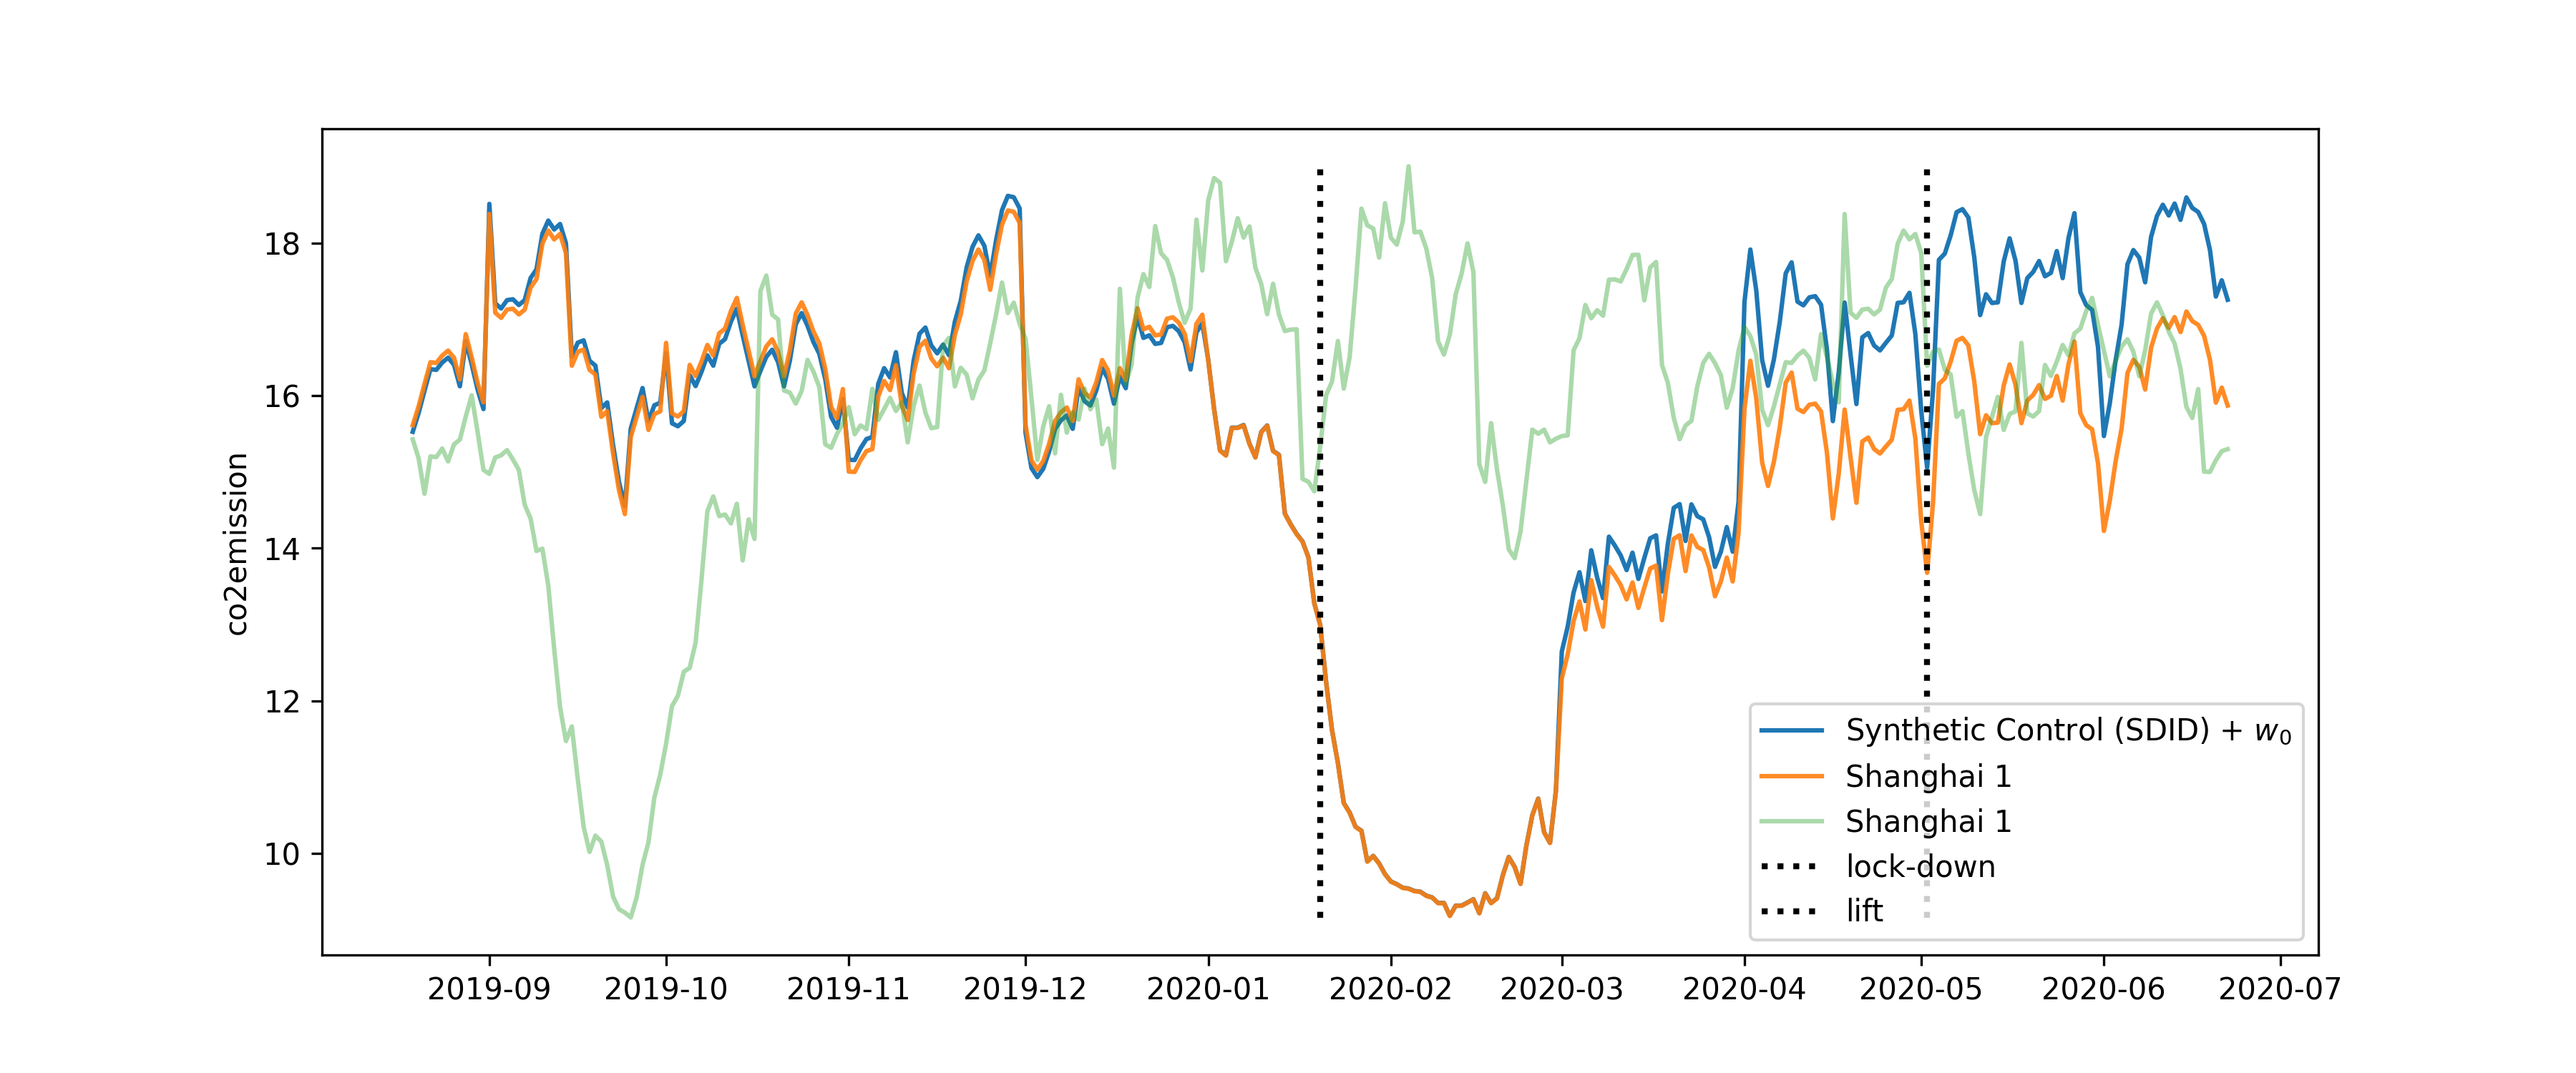 co2emission
18
16
14
12
10
2019-09 2019-10 2019-11 2019-12 2020-01 2020-02 2020-03 2020-04 2020-05 2020-06 2020-07
Synthetic Control (SDID) + w₀
Shanghai 1
Shanghai 1
lock-down
lift